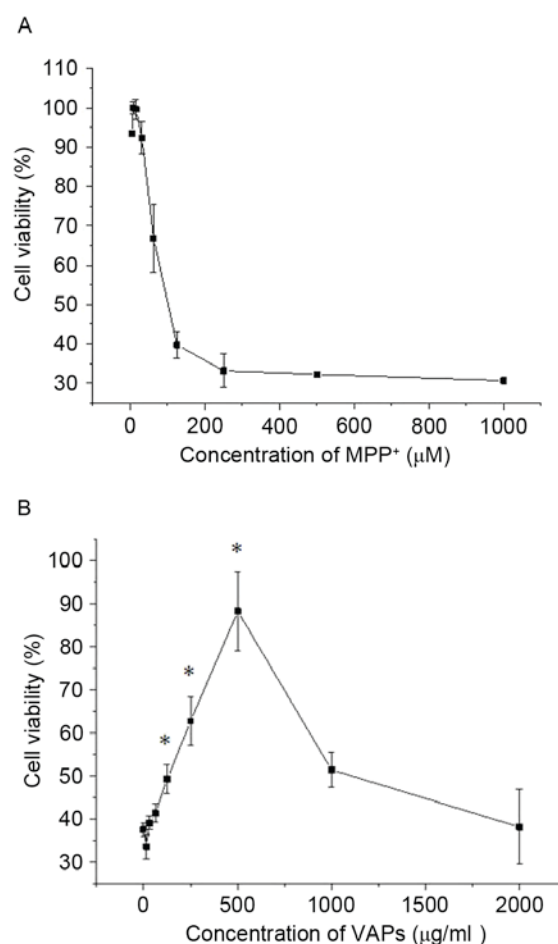 A
110
100
90
80
70
60
50
40
30
Cell viability (%)
0 200 400 600 800 1000
Concentration of MPP⁺ (μM)
B
100
90
80
70
60
50
40
30
Cell viability (%)
* * *
0 500 1000 1500 2000
Concentration of VAPs (μg/ml )